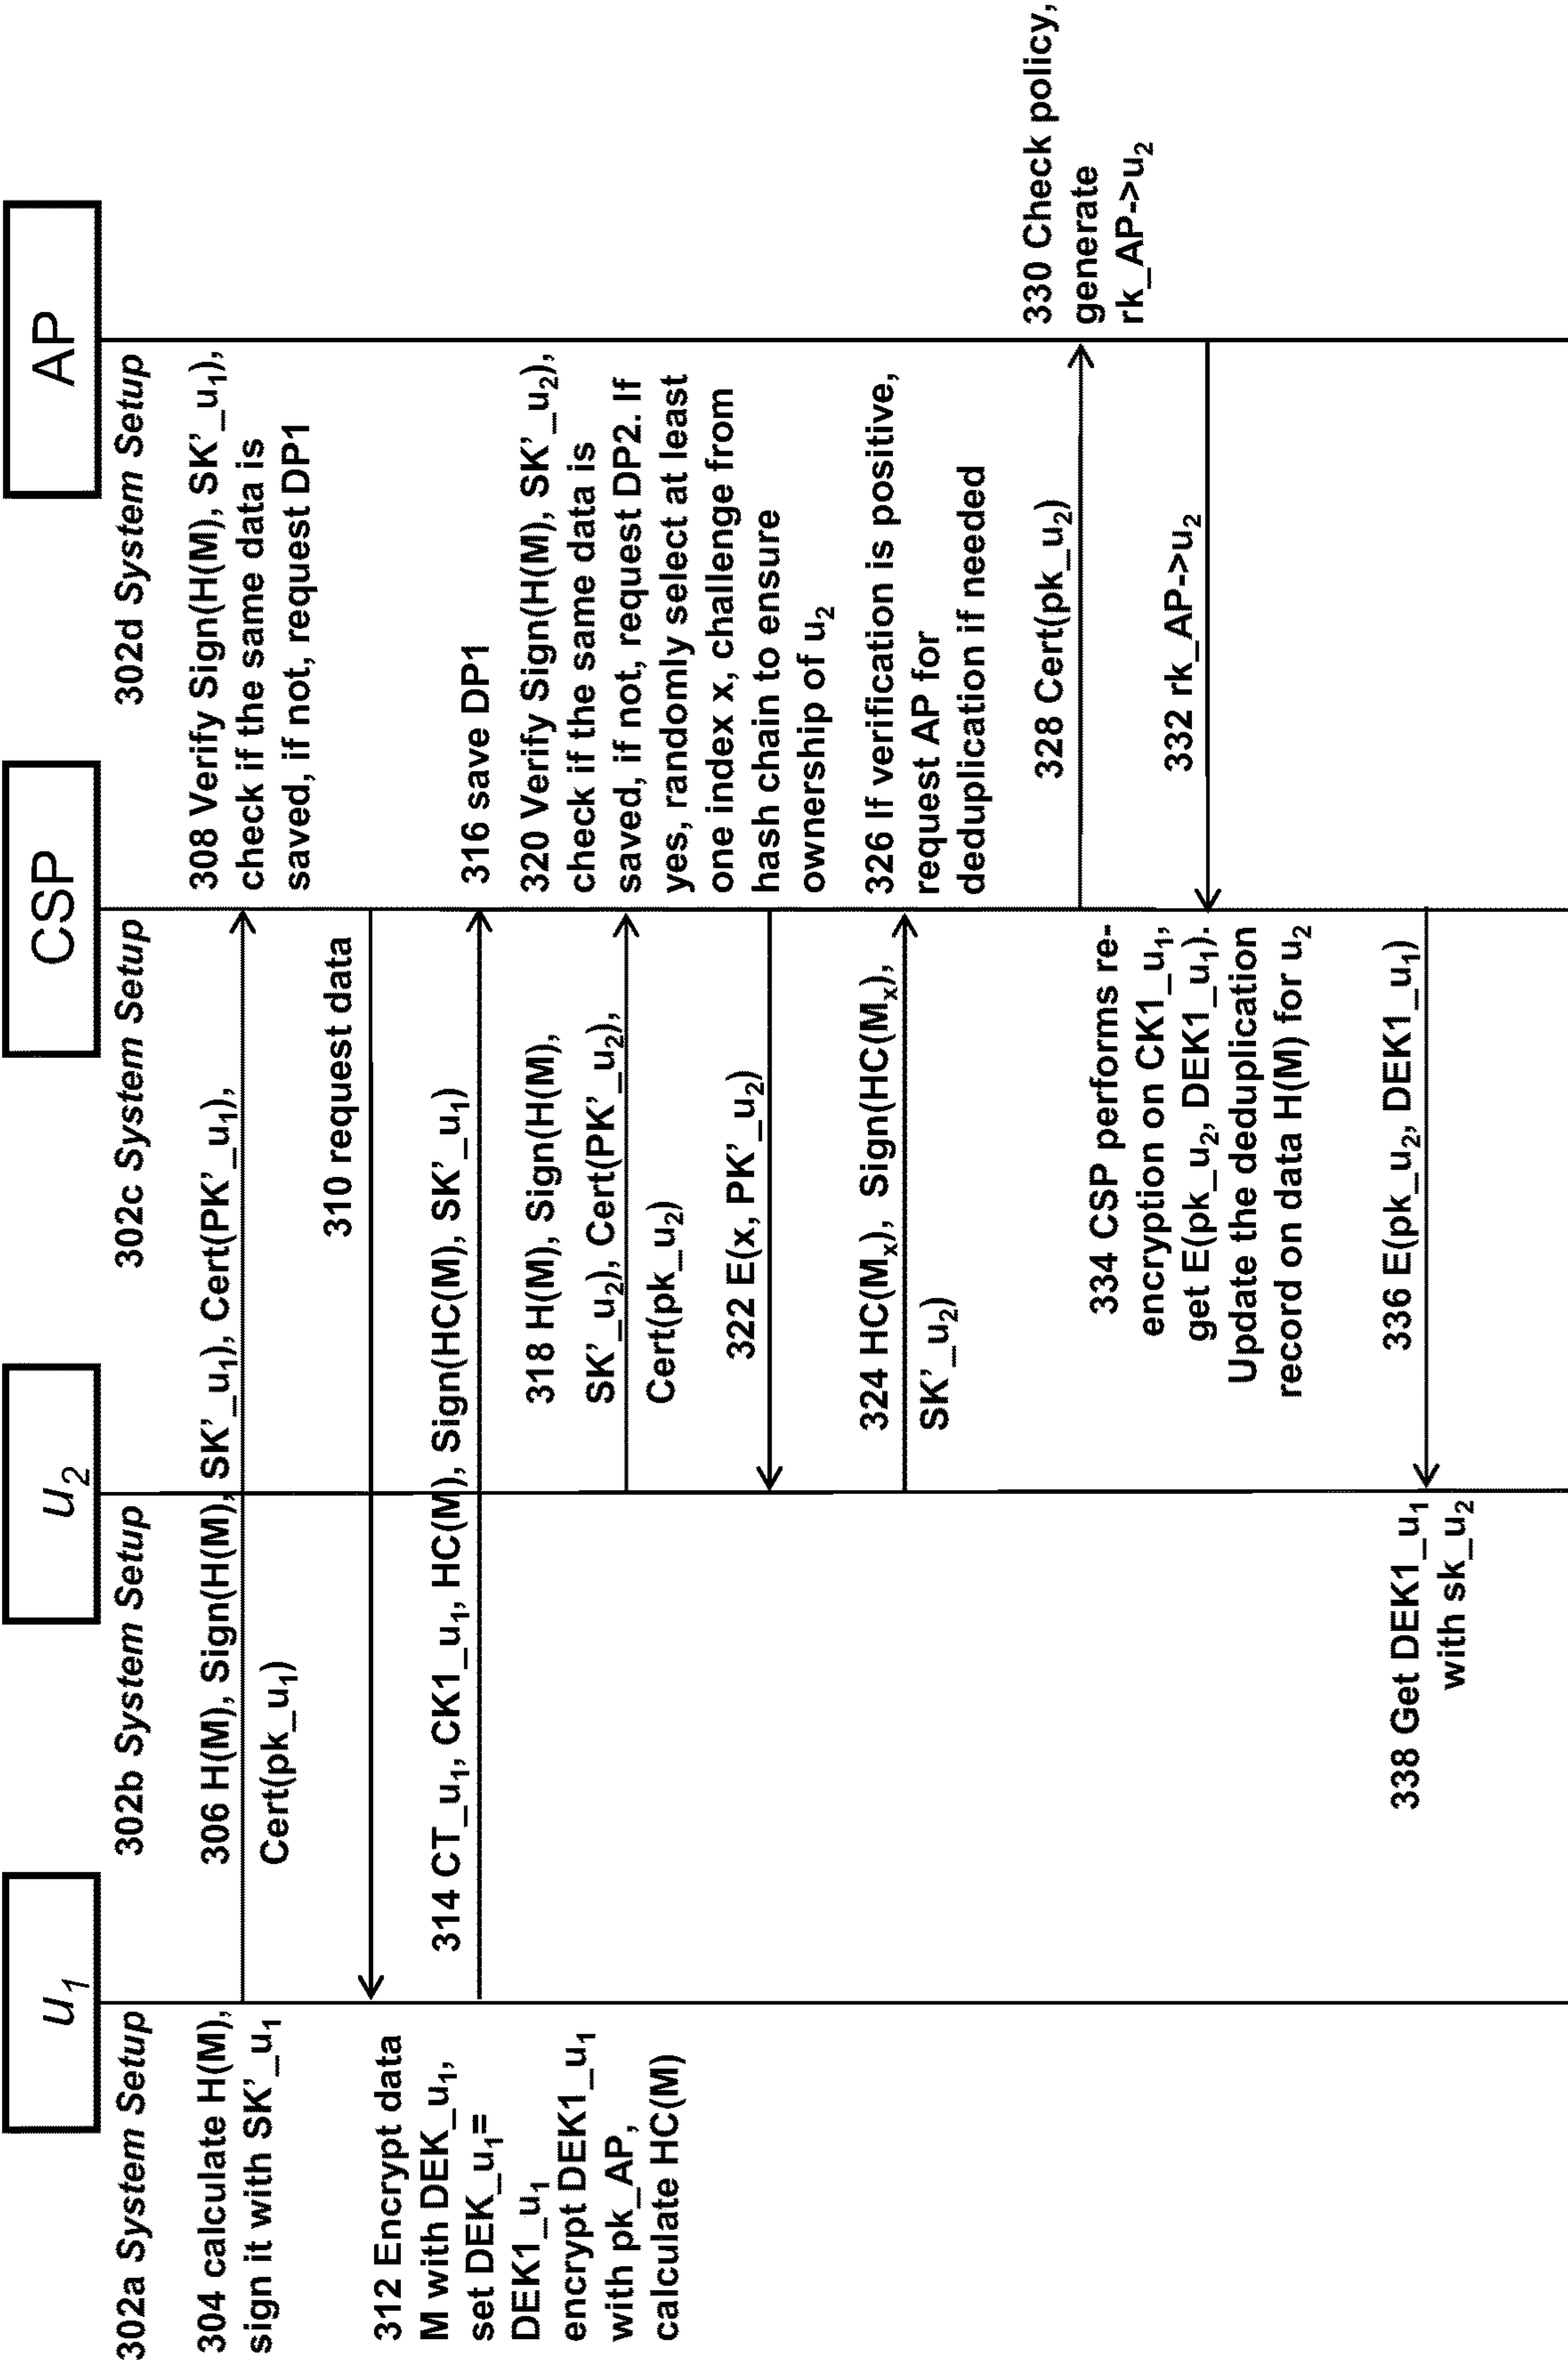 u1
u2
CSP
AP
302a System Setup
302b System Setup
302c System Setup
302d System Setup
304 calculate H(M),
sign it with SK'_u1
306 H(M), Sign(H(M), SK'_u1), Cert(PK'_u1),
Cert(pk_u1)
308 Verify Sign(H(M), SK'_u1),
check if the same data is
saved, if not, request DP1
310 request data
312 Encrypt data
M with DEK_u1,
set DEK_u1=
DEK1_u1
encrypt DEK1_u1
with pk_AP,
calculate HC(M)
314 CT_u1, CK1_u1, HC(M), Sign(HC(M), SK'_u1)
316 save DP1
318 H(M), Sign(H(M),
SK'_u2), Cert(PK'_u2),
Cert(pk_u2)
320 Verify Sign(H(M), SK'_u2),
check if the same data is
saved, if not, request DP2. If
yes, randomly select at least
one index x, challenge from
hash chain to ensure
ownership of u2
322 E(x, PK'_u2)
324 HC(Mx), Sign(HC(Mx),
SK'_u2)
326 If verification is positive,
request AP for
deduplication if needed
328 Cert(pk_u2)
330 Check policy,
generate
rk_AP->u2
332 rk_AP->u2
334 CSP performs re-
encryption on CK1_u1,
get E(pk_u2, DEK1_u1).
Update the deduplication
record on data H(M) for u2
336 E(pk_u2, DEK1_u1)
338 Get DEK1_u1
with sk_u2